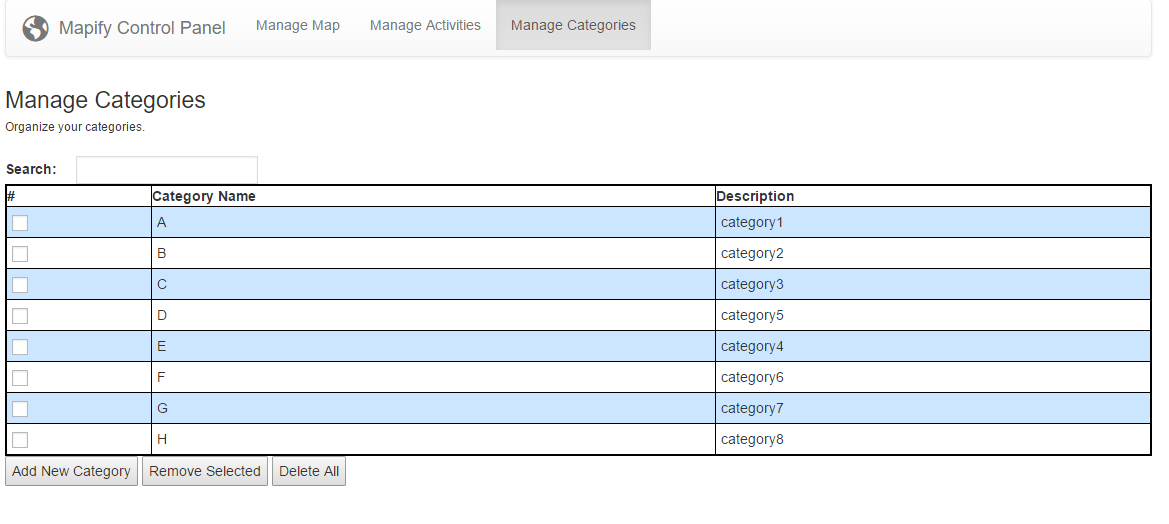 Mapify Control Panel Manage Map Manage Activities Manage Categories
Manage Categories
Organize your categories.
Search:
# Category Name Description
A category1
B category2
C category3
D category5
E category4
F category6
G category7
H category8
Add New Category Remove Selected Delete All